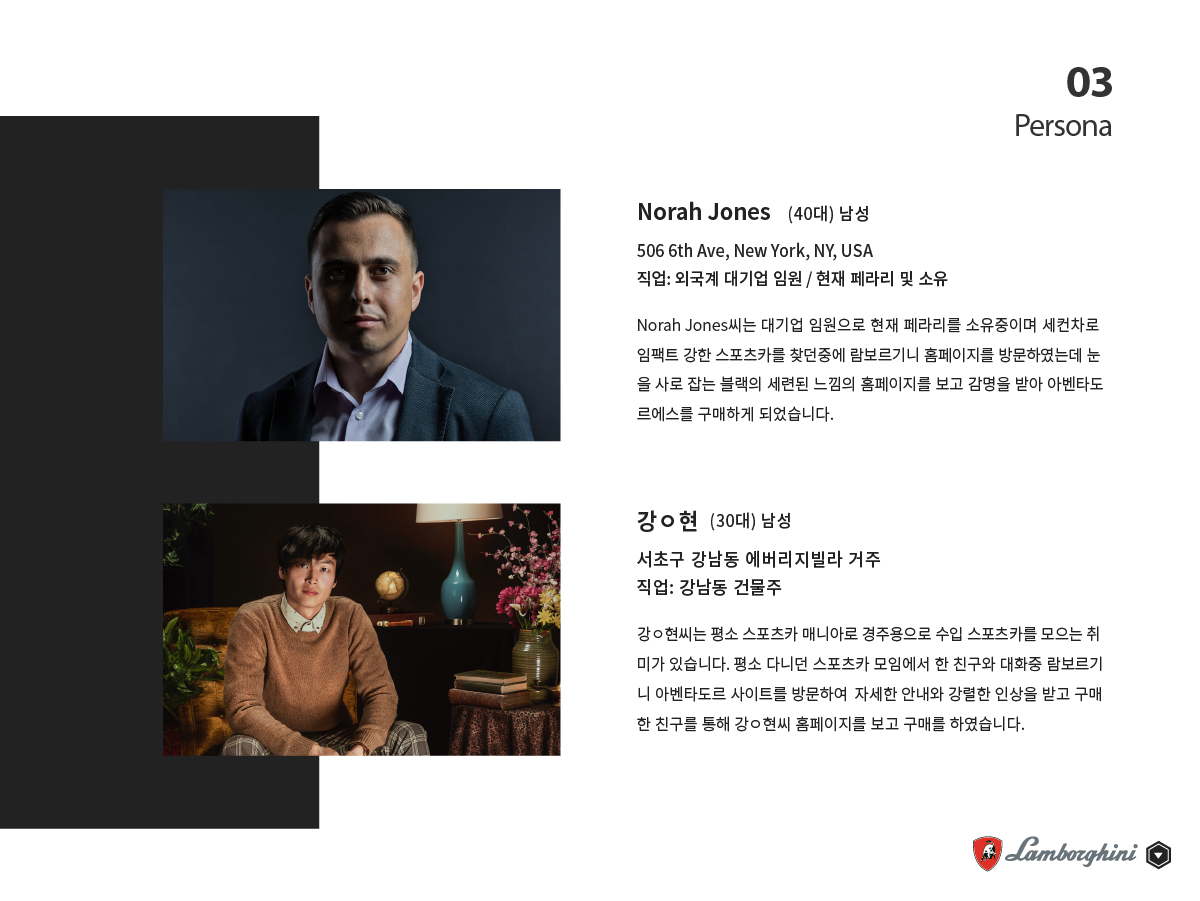 03
Persona
Norah Jones (40대) 남성
506 6th Ave, New York, NY, USA
직업: 외국계 대기업 임원 / 현재 페라리 및 소유
Norah Jones씨는 대기업 임원으로 현재 페라리를 소유중이며 세컨차로
임팩트 강한 스포츠카를 찾던중에 람보르기니 홈페이지를 방문하였는데 눈
을 사로 잡는 블랙의 세련된 느낌의 홈페이지를 보고 감명을 받아 아벤타도
르에스를 구매하게 되었습니다.
강ㅇ현 (30대) 남성
서초구 강남동 에버리지빌라 거주
직업: 강남동 건물주
강ㅇ현씨는 평소 스포츠카 매니아로 경주용으로 수입 스포츠카를 모으는 취
미가 있습니다. 평소 다니던 스포츠카 모임에서 한 친구와 대화중 람보르기
니 아벤타도르 사이트를 방문하여 자세한 안내와 강렬한 인상을 받고 구매
한 친구를 통해 강ㅇ현씨 홈페이지를 보고 구매를 하였습니다.
Lamborghini